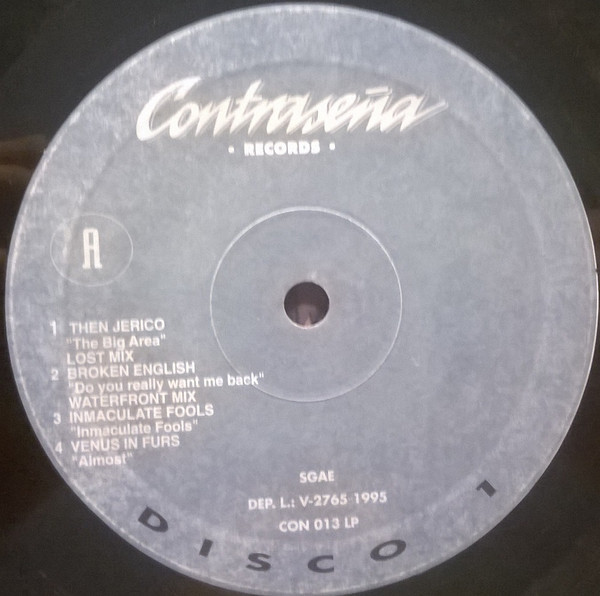 Contraseña
• RECORDS •
A
1 THEN JERICO
"The Big Area"
LOST MIX
2 BROKEN ENGLISH
"Do you really want me back"
WATERFRONT MIX
3 INMACULATE FOOLS
"Inmaculate Fools"
4 VENUS IN FURS
"Almost"
SGAE
DEP. L.: V-2765 1995
CON 013 LP
DISCO 1